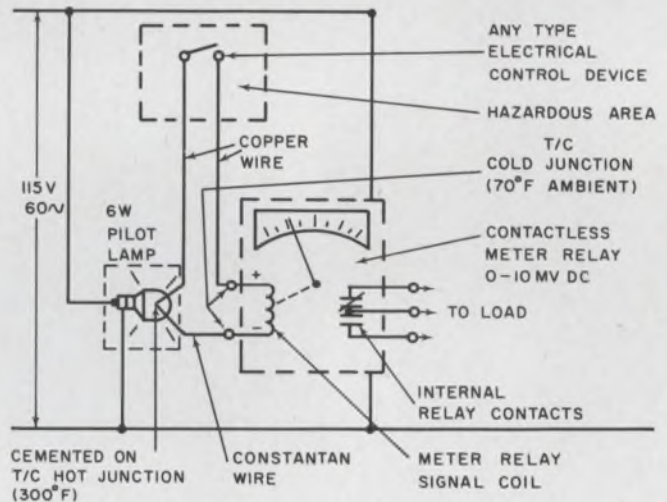 ANY TYPE
ELECTRICAL
CONTROL DEVICE
HAZARDOUS AREA
COPPER
WIRE
T/C
COLD JUNCTION
(70°F AMBIENT)
115V
60~
6W
PILOT
LAMP
CONTACTLESS
METER RELAY
0-10 MV DC
+
-
TO LOAD
INTERNAL
RELAY CONTACTS
CEMENTED ON
T/C HOT JUNCTION
(300°F)
CONSTANTAN
WIRE
METER RELAY
SIGNAL COIL